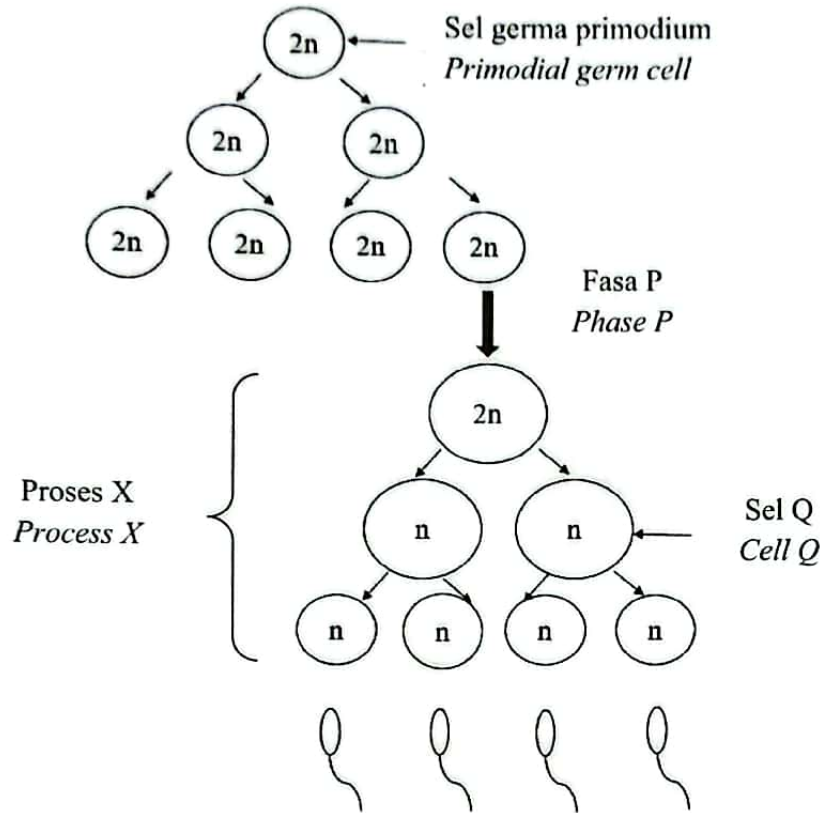 2n
Sel germa primodium
Primodial germ cell
2n 2n
2n 2n 2n 2n
Fasa P
Phase P
2n
Proses X
Process X
n n
Sel Q
Cell Q
n n n n